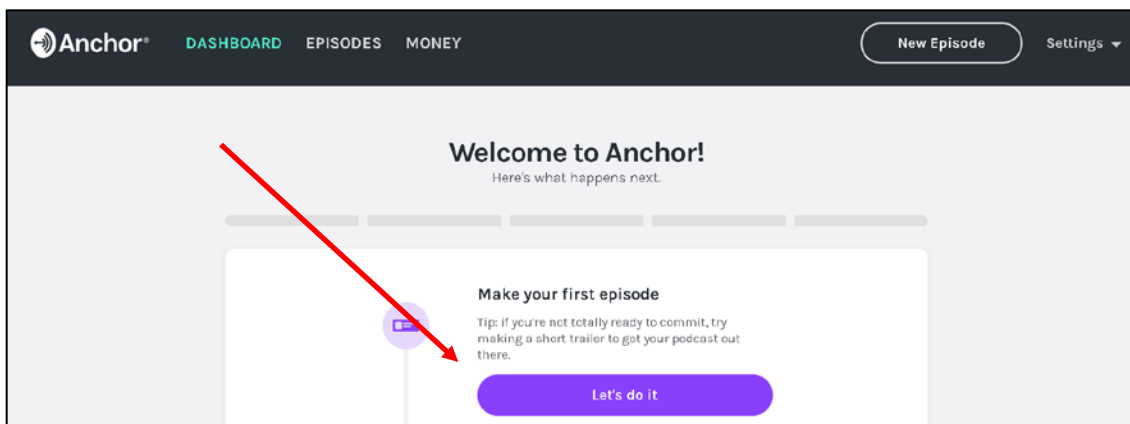 Anchor®
DASHBOARD EPISODES MONEY
New Episode
Settings
Welcome to Anchor!
Here's what happens next.
Make your first episode
Tip: if you're not totally ready to commit, try
making a short trailer to get your podcast out
there.
Let's do it